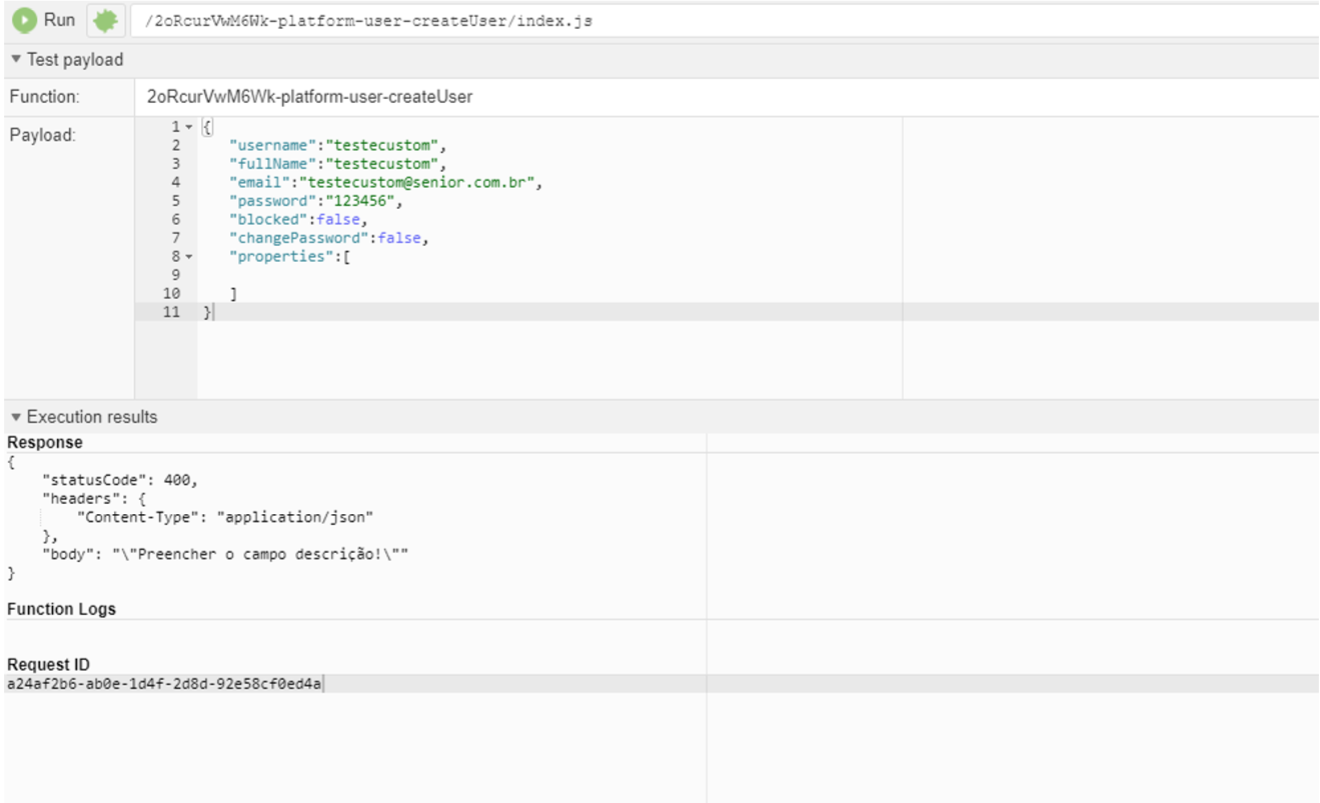 Run
/2oRcurVwM6Wk-platform-user-createUser/index.js
Test payload
Function:
2oRcurVwM6Wk-platform-user-createUser
Payload:
1 {
2 "username":"testecustom",
3 "fullName":"testecustom",
4 "email":"testecustom@senior.com.br",
5 "password":"123456",
6 "blocked":false,
7 "changePassword":false,
8 "properties":[
9
10 ]
11 }
Execution results
Response
{
"statusCode": 400,
"headers": {
"Content-Type": "application/json"
},
"body": "\"Preencher o campo descrição!\""
}
Function Logs
Request ID
a24af2b6-ab0e-1d4f-2d8d-92e58cf0ed4a